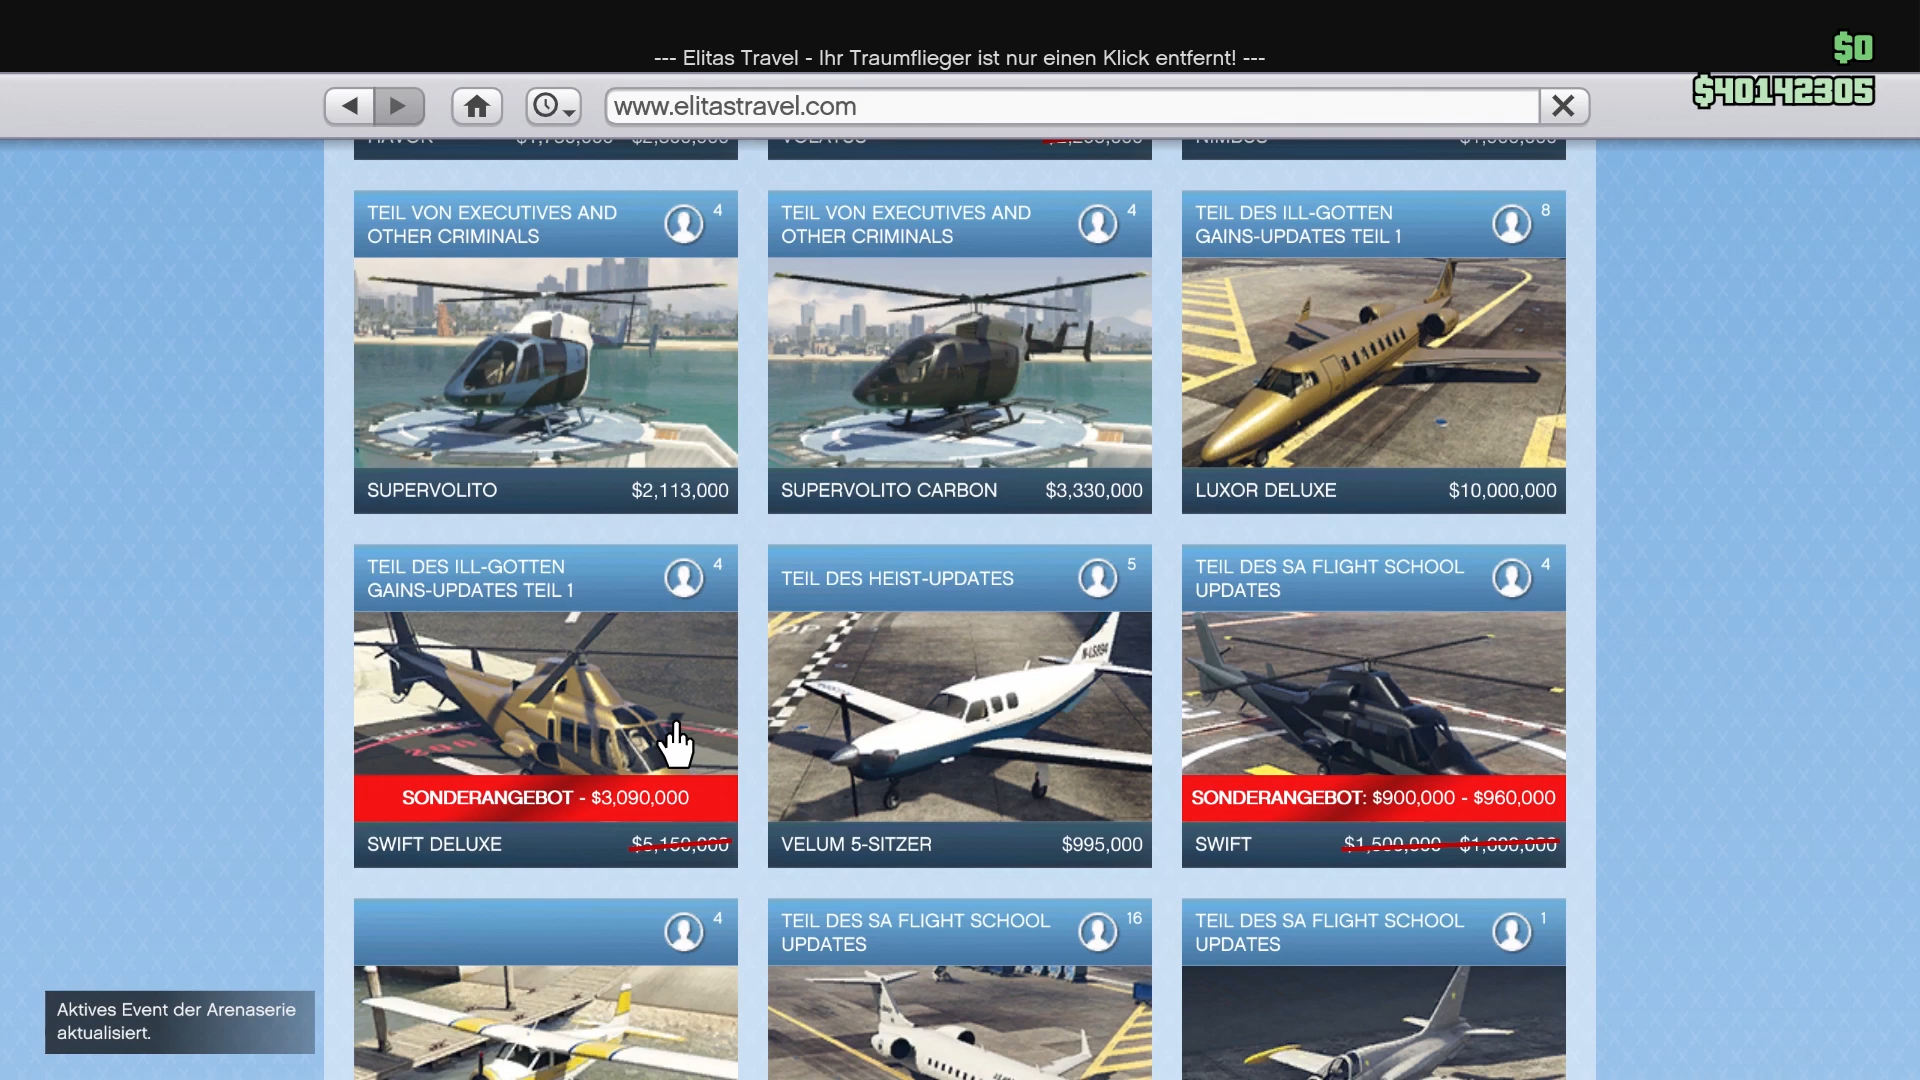 --- Elitas Travel - Ihr Traumflieger ist nur einen Klick entfernt! ---
$0
$40142305
www.elitastravel.com
TEIL VON EXECUTIVES AND
OTHER CRIMINALS
4
TEIL VON EXECUTIVES AND
OTHER CRIMINALS
4
TEIL DES ILL-GOTTEN
GAINS-UPDATES TEIL 1
8
SUPERVOLITO $2,113,000
SUPERVOLITO CARBON $3,330,000
LUXOR DELUXE $10,000,000
TEIL DES ILL-GOTTEN
GAINS-UPDATES TEIL 1
4
TEIL DES HEIST-UPDATES
5
TEIL DES SA FLIGHT SCHOOL
UPDATES
4
N-LS894
SONDERANGEBOT - $3,090,000
SWIFT DELUXE $5,150,000
VELUM 5-SITZER $995,000
SONDERANGEBOT: $900,000 - $960,000
SWIFT $1,500,000 - $1,600,000
4
TEIL DES SA FLIGHT SCHOOL
UPDATES
16
TEIL DES SA FLIGHT SCHOOL
UPDATES
1
Aktives Event der Arenaserie
aktualisiert.